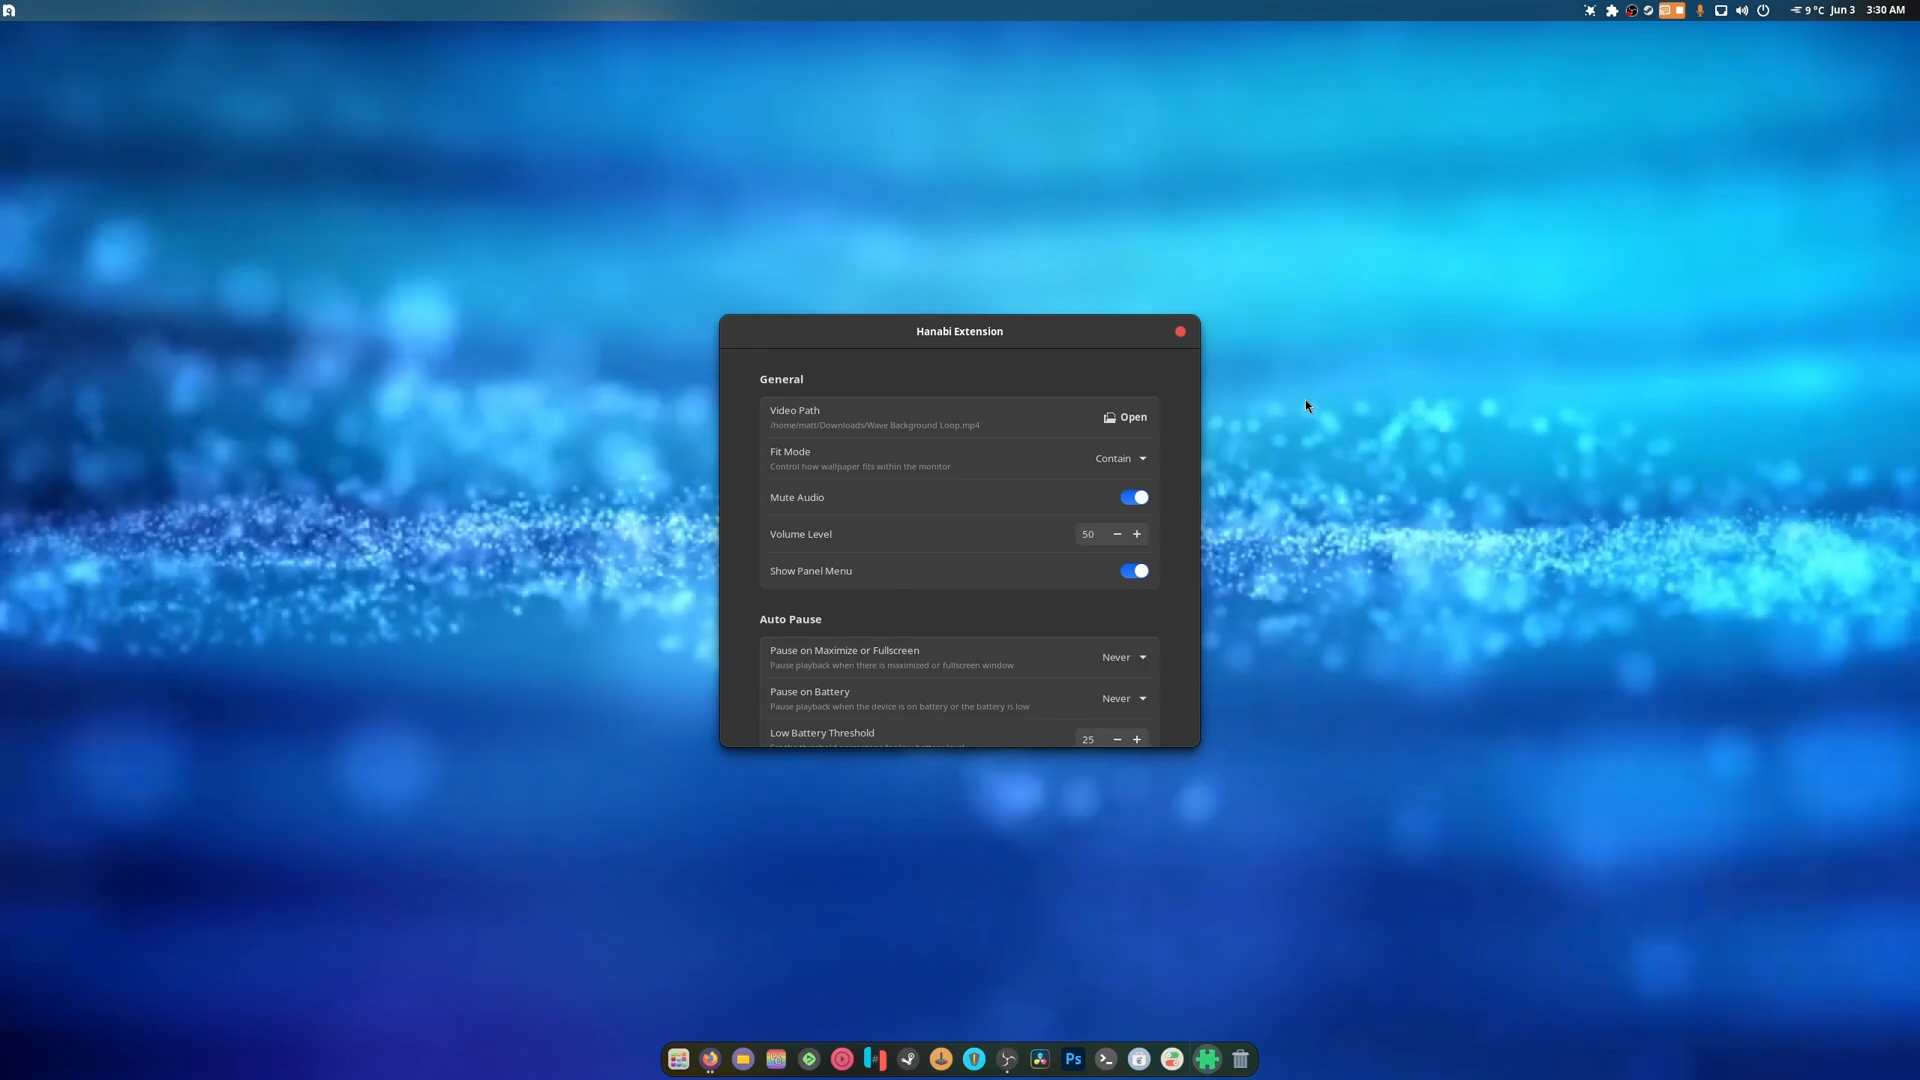 9 °C Jun 3 3:30 AM
Hanabi Extension
General
Video Path
/home/matt/Downloads/Wave Background Loop.mp4
Open
Fit Mode
Control how wallpaper fits within the monitor
Contain
Mute Audio
Volume Level
50 − +
Show Panel Menu
Auto Pause
Pause on Maximize or Fullscreen
Pause playback when there is maximized or fullscreen window
Never
Pause on Battery
Pause playback when the device is on battery or the battery is low
Never
Low Battery Threshold
25 − +
Ps